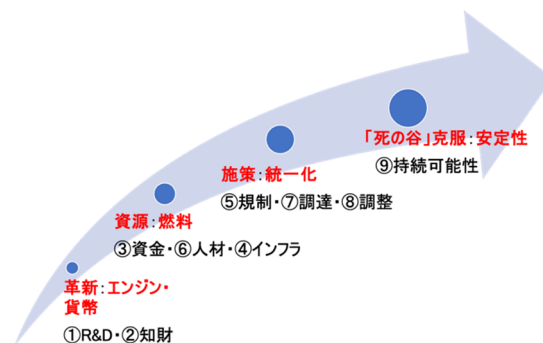 「死の谷」克服：安定性
⑨持続可能性
施策：統一化
⑤規制・⑦調達・⑧調整
資源：燃料
③資金・⑥人材・④インフラ
革新：エンジン・
貨幣
①R&D・②知財